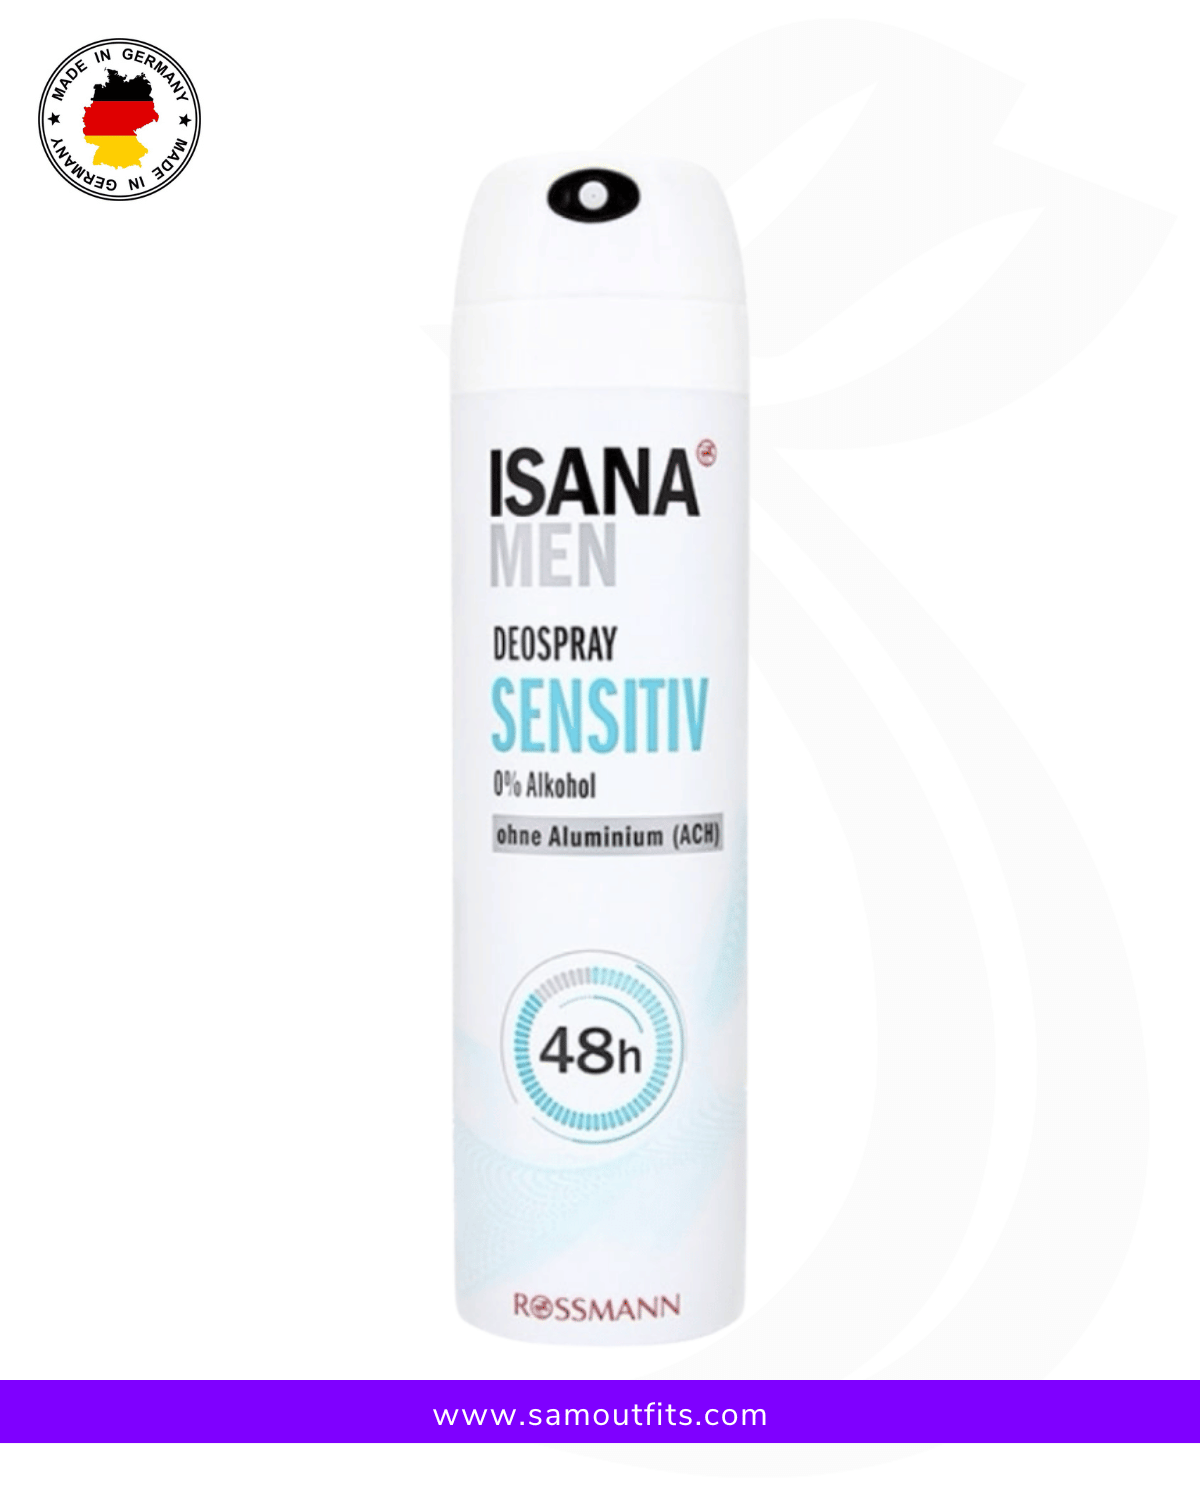 MADE IN GERMANY
MADE IN GERMANY
ISANA
MEN
DEOSPRAY
SENSITIV
0% Alkohol
ohne Aluminium (ACH)
48h
ROSSMANN
www.samoutfits.com